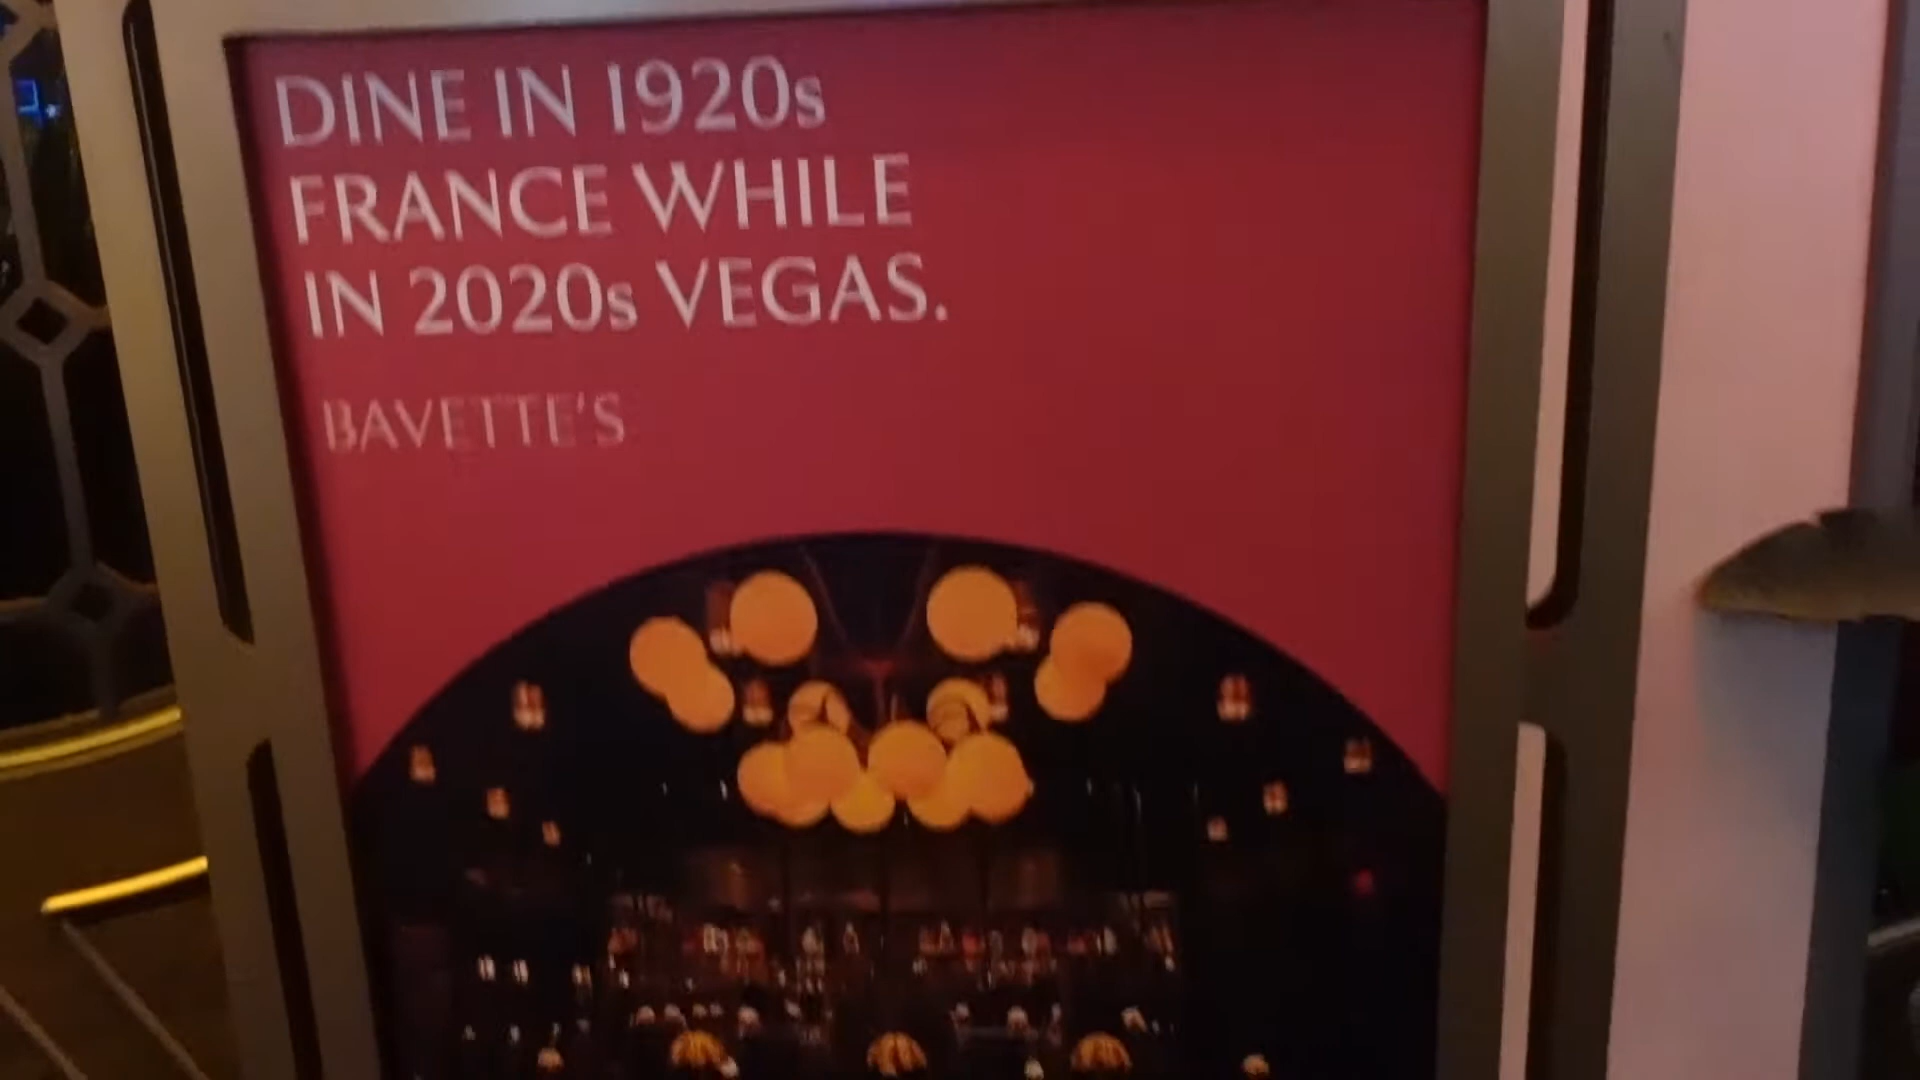 DINE IN 1920s
FRANCE WHILE
IN 2020s VEGAS.
BAVETTE'S